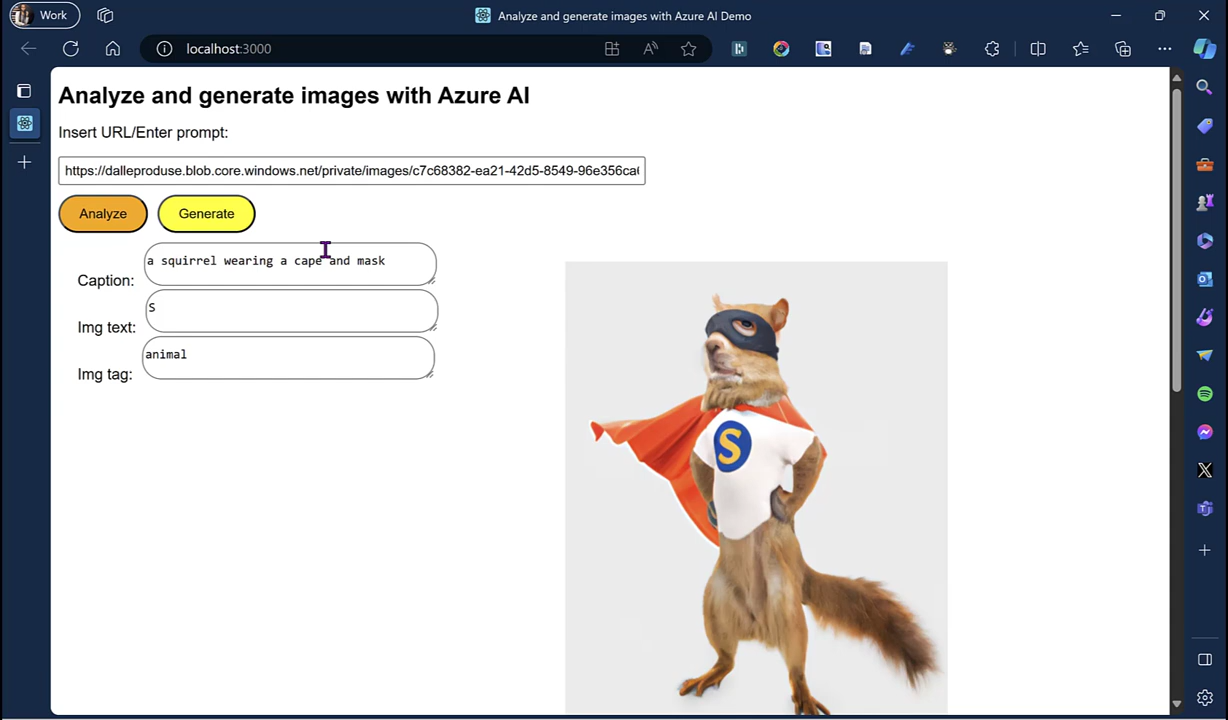 Work
Analyze and generate images with Azure AI Demo
localhost:3000
Analyze and generate images with Azure AI
Insert URL/Enter prompt:
https://dalleproduse.blob.core.windows.net/private/images/c7c68382-ea21-42d5-8549-96e356ca
Analyze
Generate
Caption:
a squirrel wearing a cape and mask
Img text:
S
Img tag:
animal
S